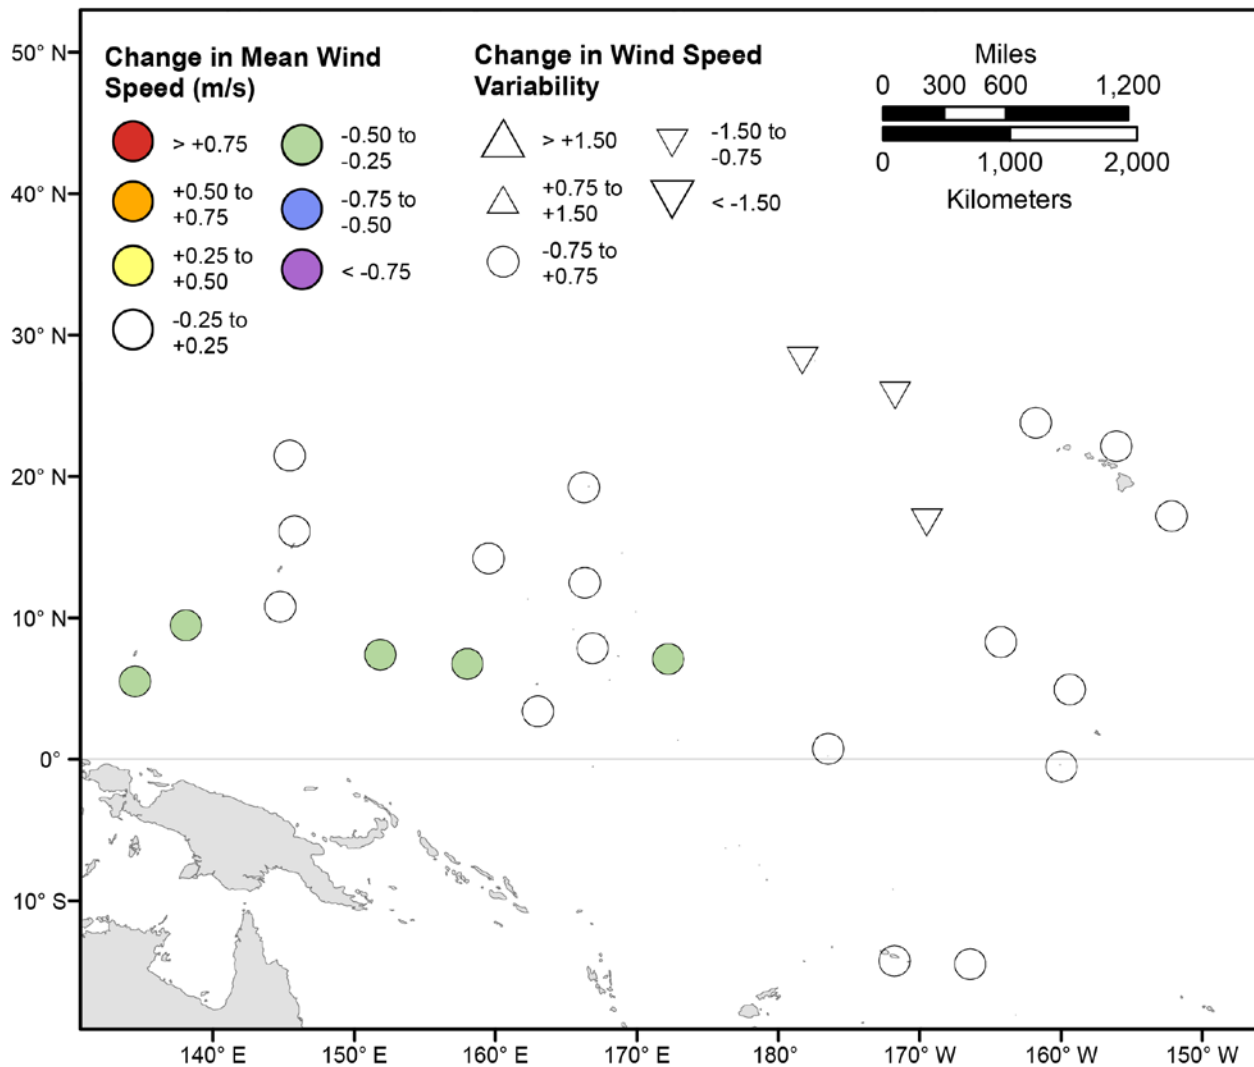 50° N
40° N
30° N
20° N
10° N
0°
10° S
Change in Mean Wind
Speed (m/s)
> +0.75
+0.50 to
+0.75
+0.25 to
+0.50
-0.25 to
+0.25
-0.50 to
-0.25
-0.75 to
-0.50
< -0.75
Change in Wind Speed
Variability
> +1.50
+0.75 to
+1.50
-0.75 to
+0.75
-1.50 to
-0.75
< -1.50
Miles
0 300 600 1,200
0 1,000 2,000
Kilometers
140° E 150° E 160° E 170° E 180° 170° W 160° W 150° W